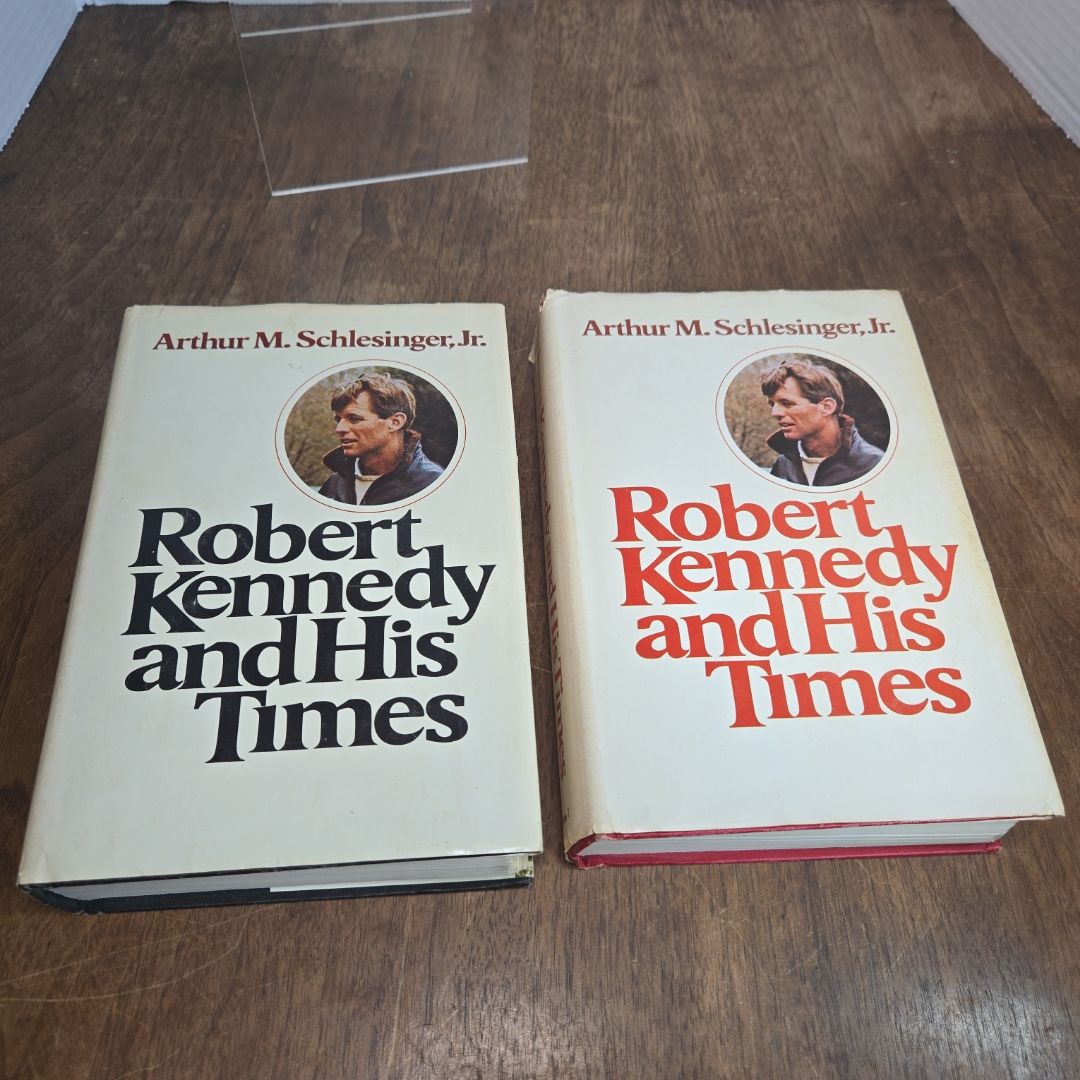 Arthur M. Schlesinger, Jr.
Robert
Kennedy
and His
Times
Arthur M. Schlesinger, Jr.
Robert
Kennedy
and His
Times